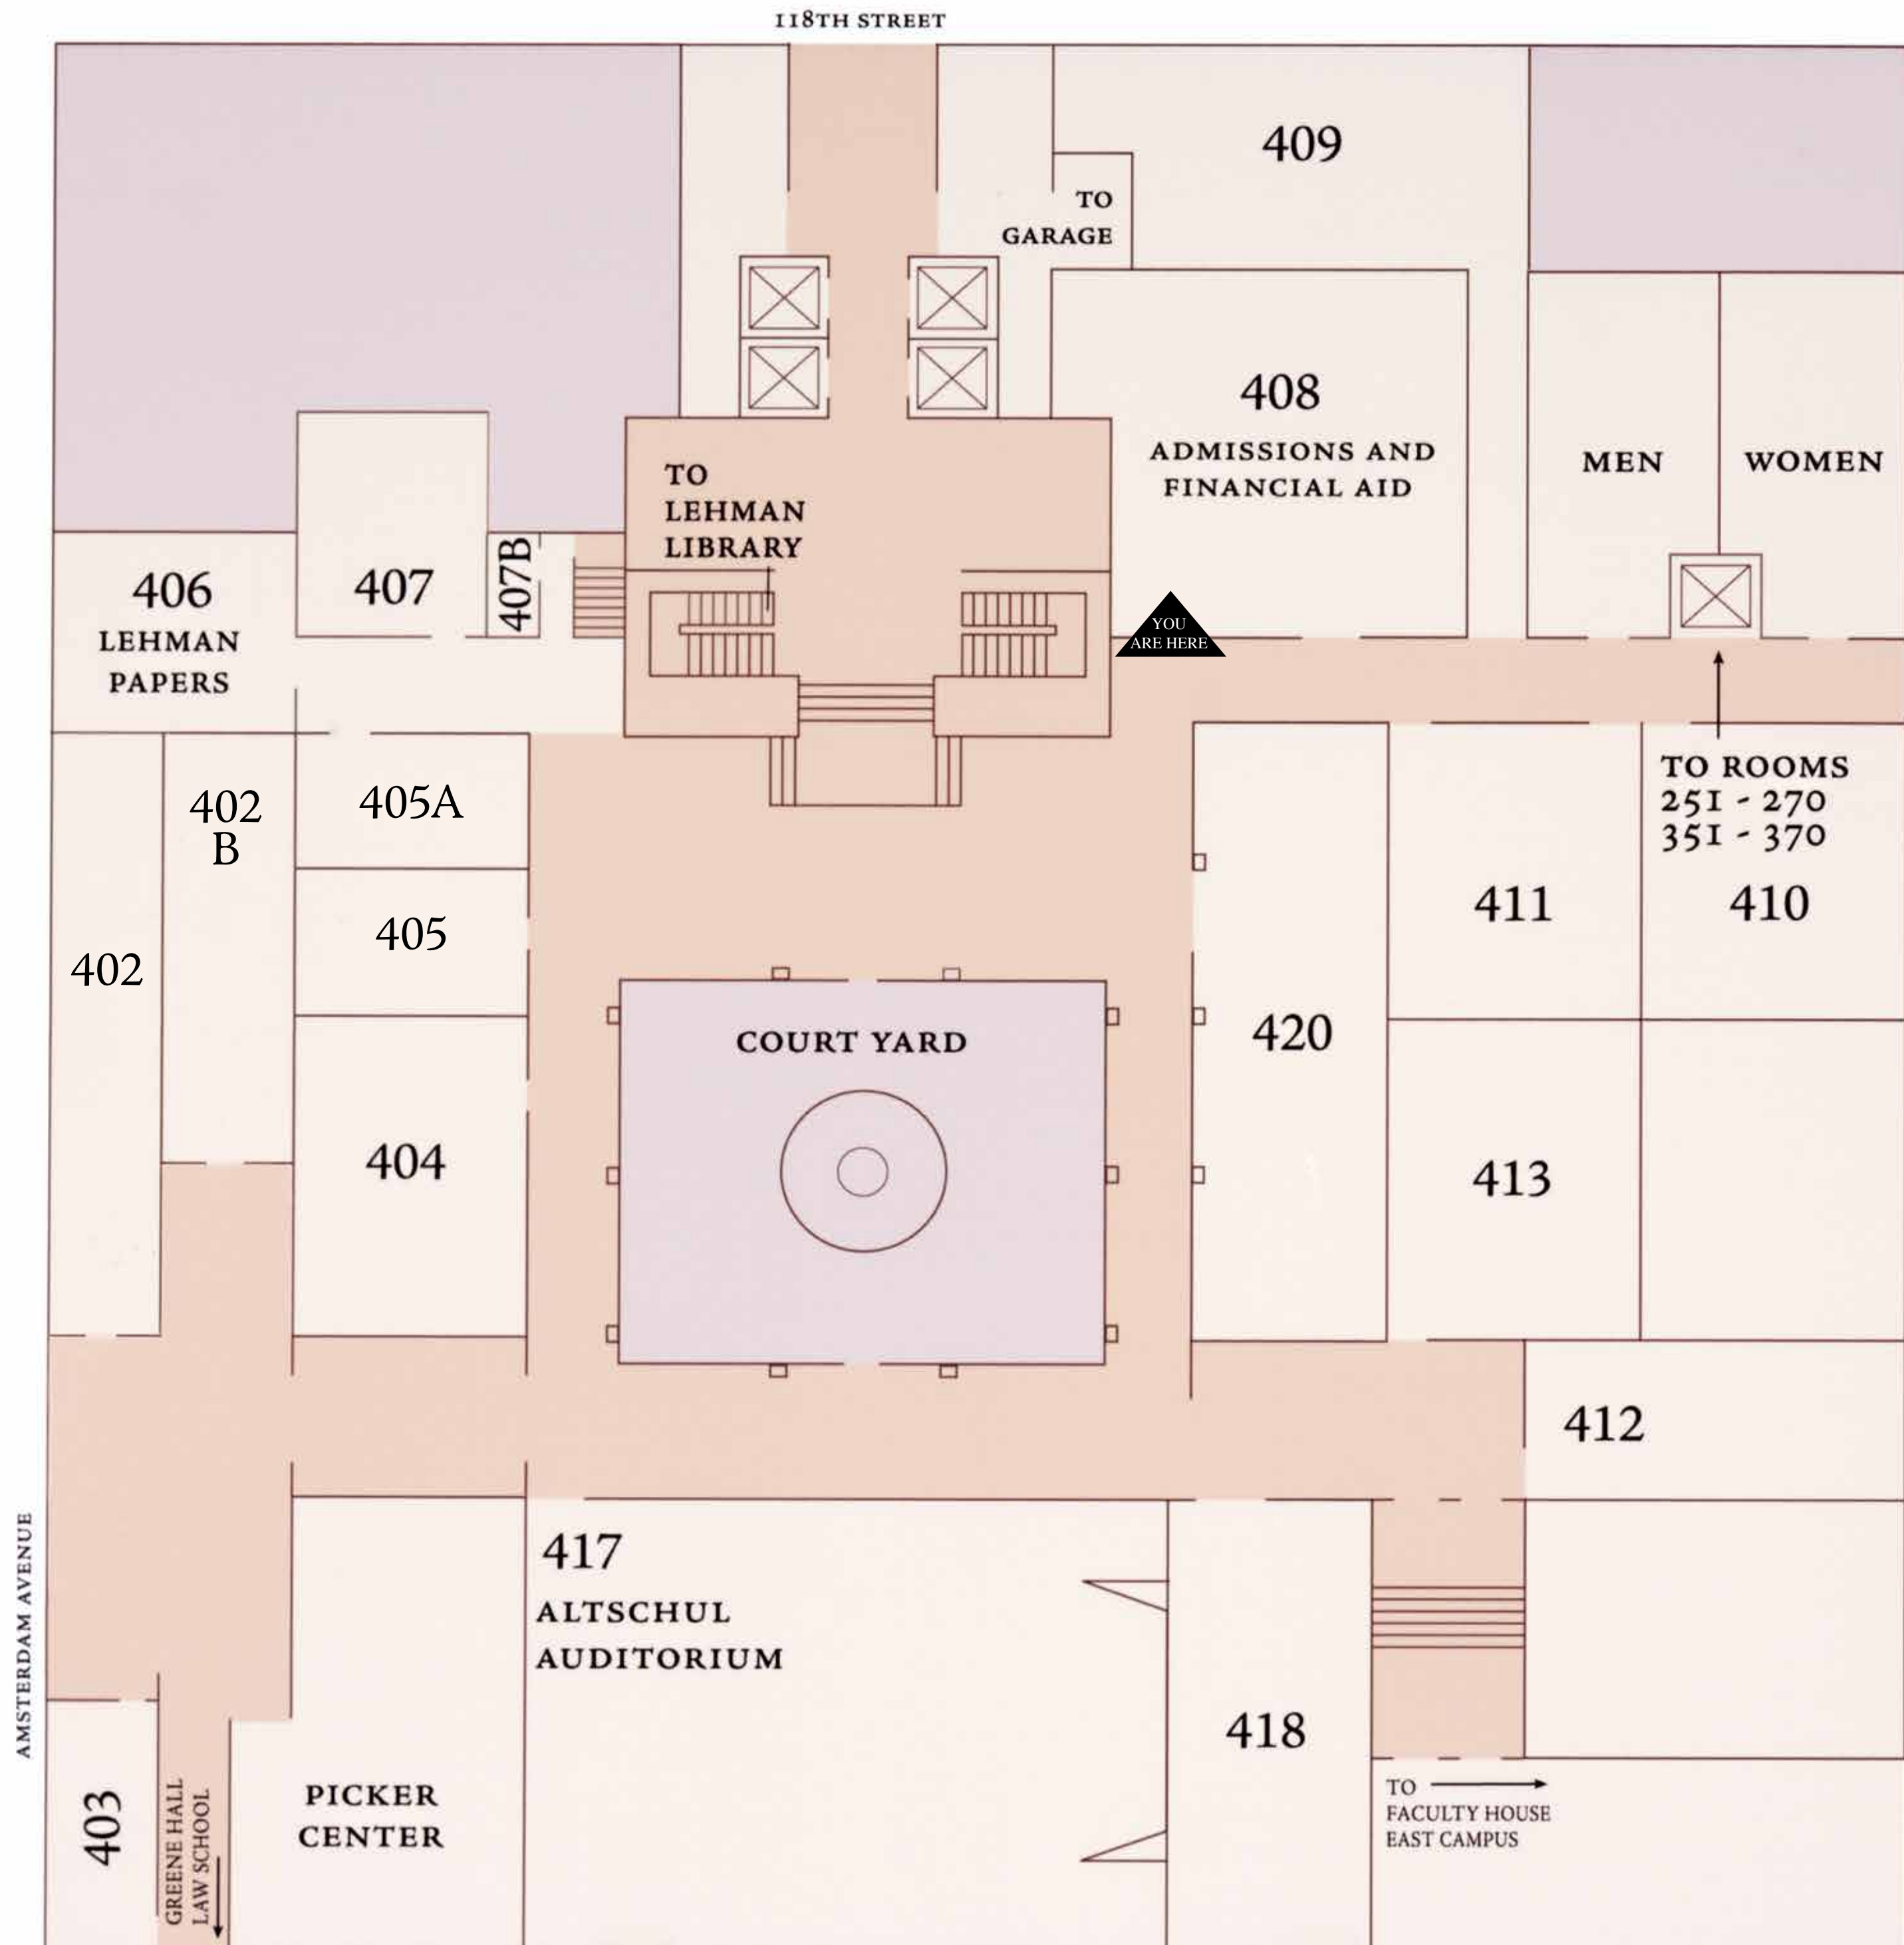 118TH STREET
409
TO
GARAGE
408
ADMISSIONS AND
FINANCIAL AID
MEN
WOMEN
TO
LEHMAN
LIBRARY
406
LEHMAN
PAPERS
407
407B
YOU
ARE HERE
402
B
405A
405
402
404
COURT YARD
420
411
TO ROOMS
251 - 270
351 - 370
410
413
412
417
ALTSCHUL
AUDITORIUM
418
AMSTERDAM AVENUE
403
GREENE HALL
LAW SCHOOL
PICKER
CENTER
TO
FACULTY HOUSE
EAST CAMPUS